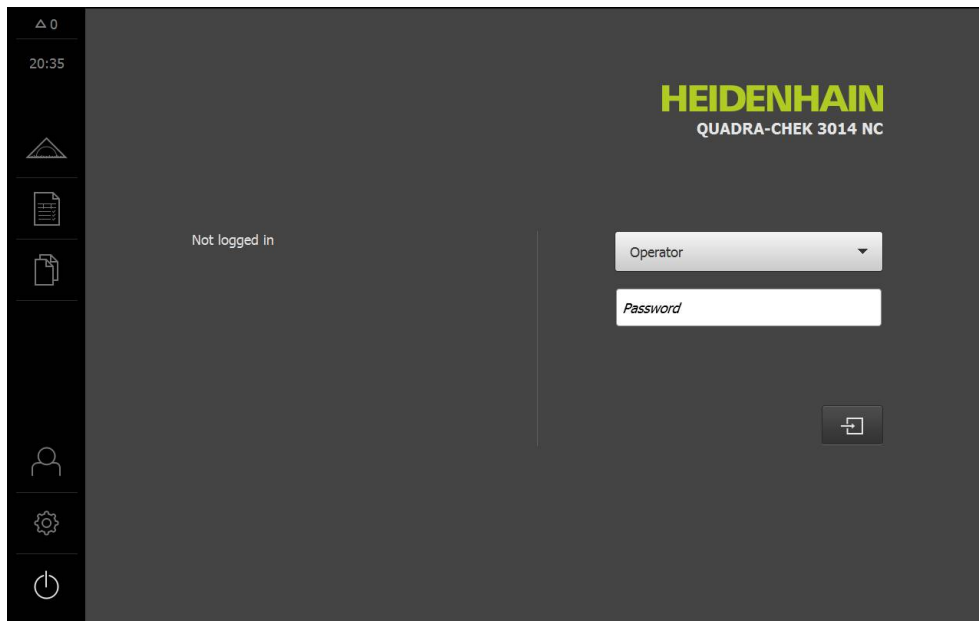 △ 0
20:35
HEIDENHAIN
QUADRA-CHEK 3014 NC
Not logged in
Operator
Password